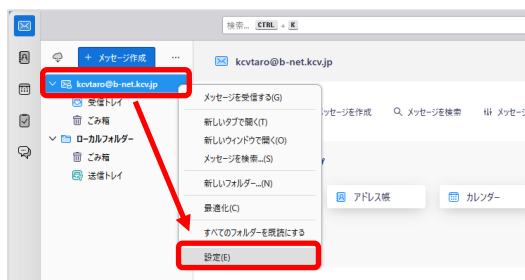 検索... CTRL + K
+ メッセージ作成 ...
kcvtaro@b-net.kcv.jp
kcvtaro@b-net.kcv.jp
受信トレイ
ごみ箱
ローカルフォルダー
ごみ箱
送信トレイ
メッセージを受信する(G)
新しいタブで開く(T)
新しいウィンドウで開く(O)
メッセージを検索...(S)
新しいフォルダー...(N)
最適化(C)
すべてのフォルダーを既読にする
設定(E)
ッセージを作成 メッセージを検索 メッセー
アドレス帳 カレンダー